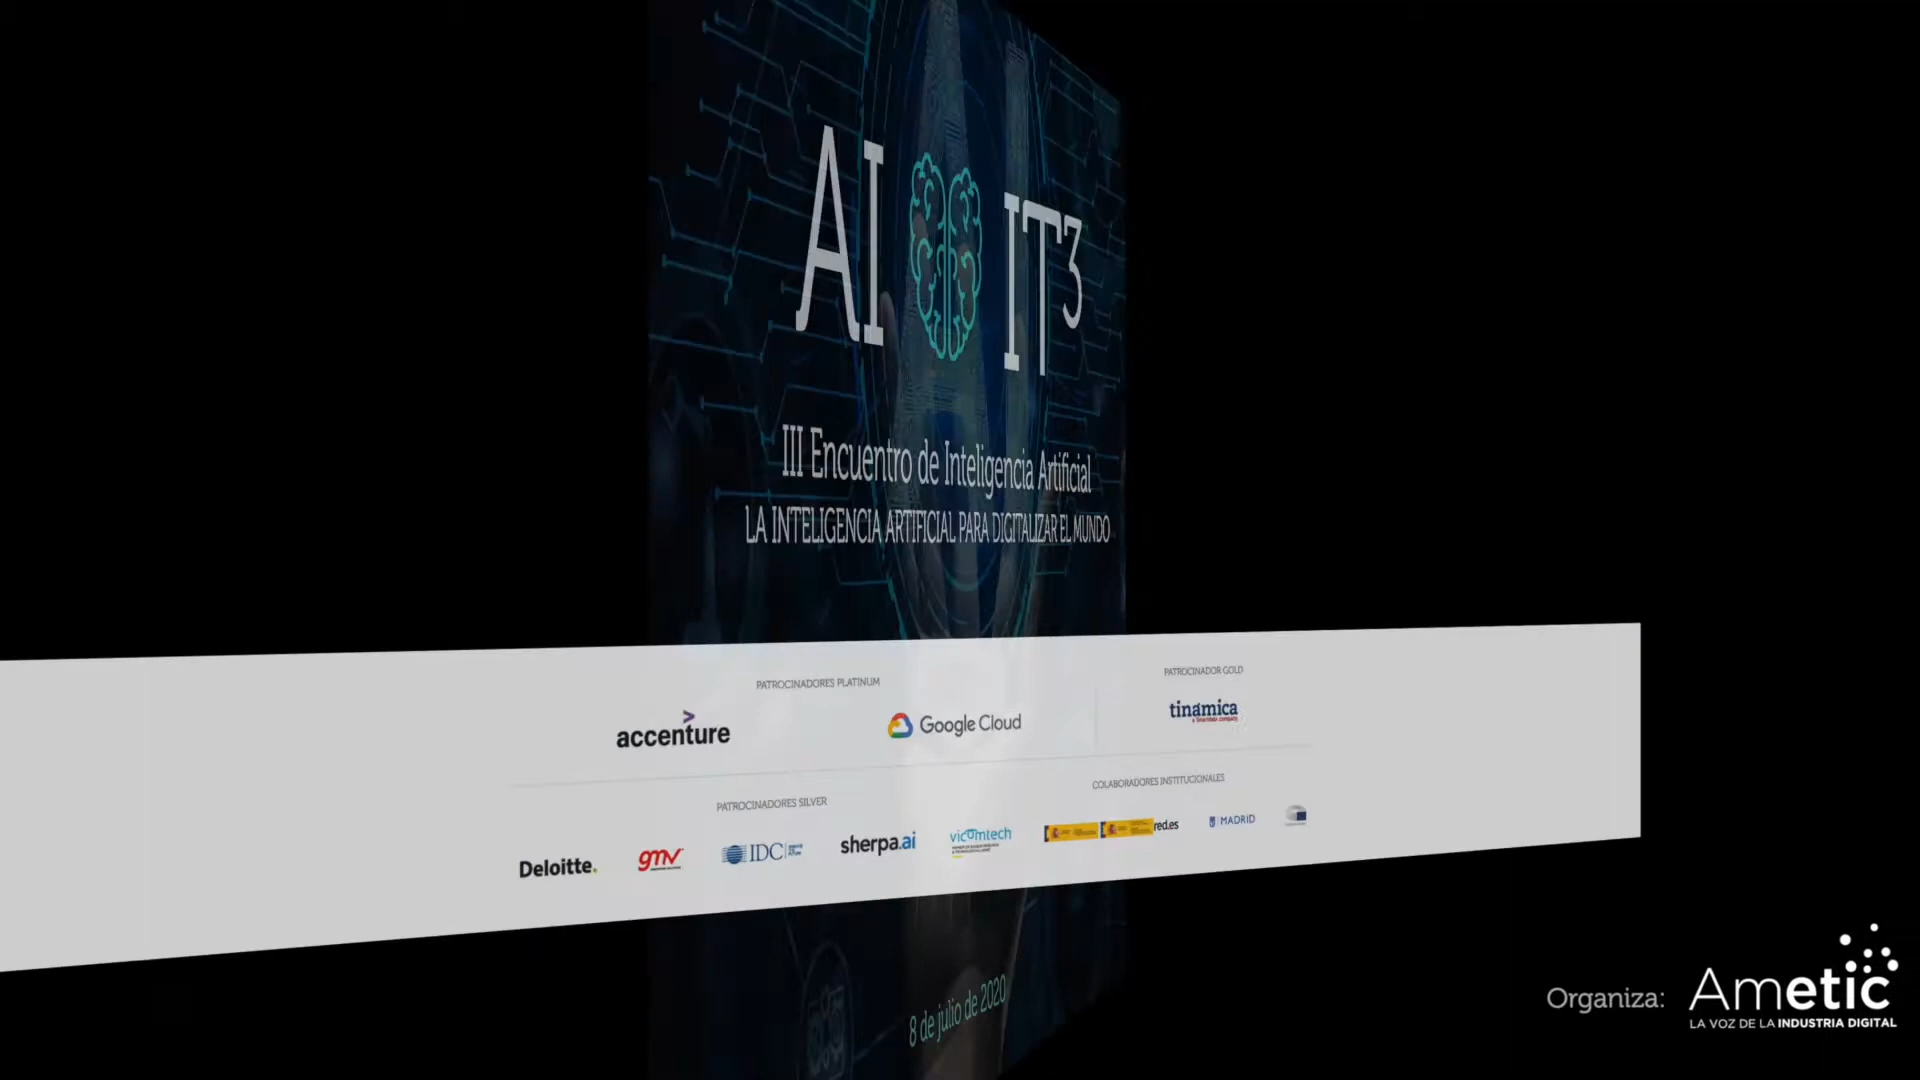 AI IT³
III Encuentro de Inteligencia Artificial
LA INTELIGENCIA ARTIFICIAL PARA DIGITALIZAR EL MUNDO
PATROCINADORES PLATINUM
PATROCINADOR GOLD
accenture
Google Cloud
tinámica
PATROCINADORES SILVER
COLABORADORES INSTITUCIONALES
Deloitte.
gmv
IDC
sherpa.ai
vicomtech
red.es
MADRID
8 de julio de 2020
Organiza:
Ametic
LA VOZ DE LA INDUSTRIA DIGITAL